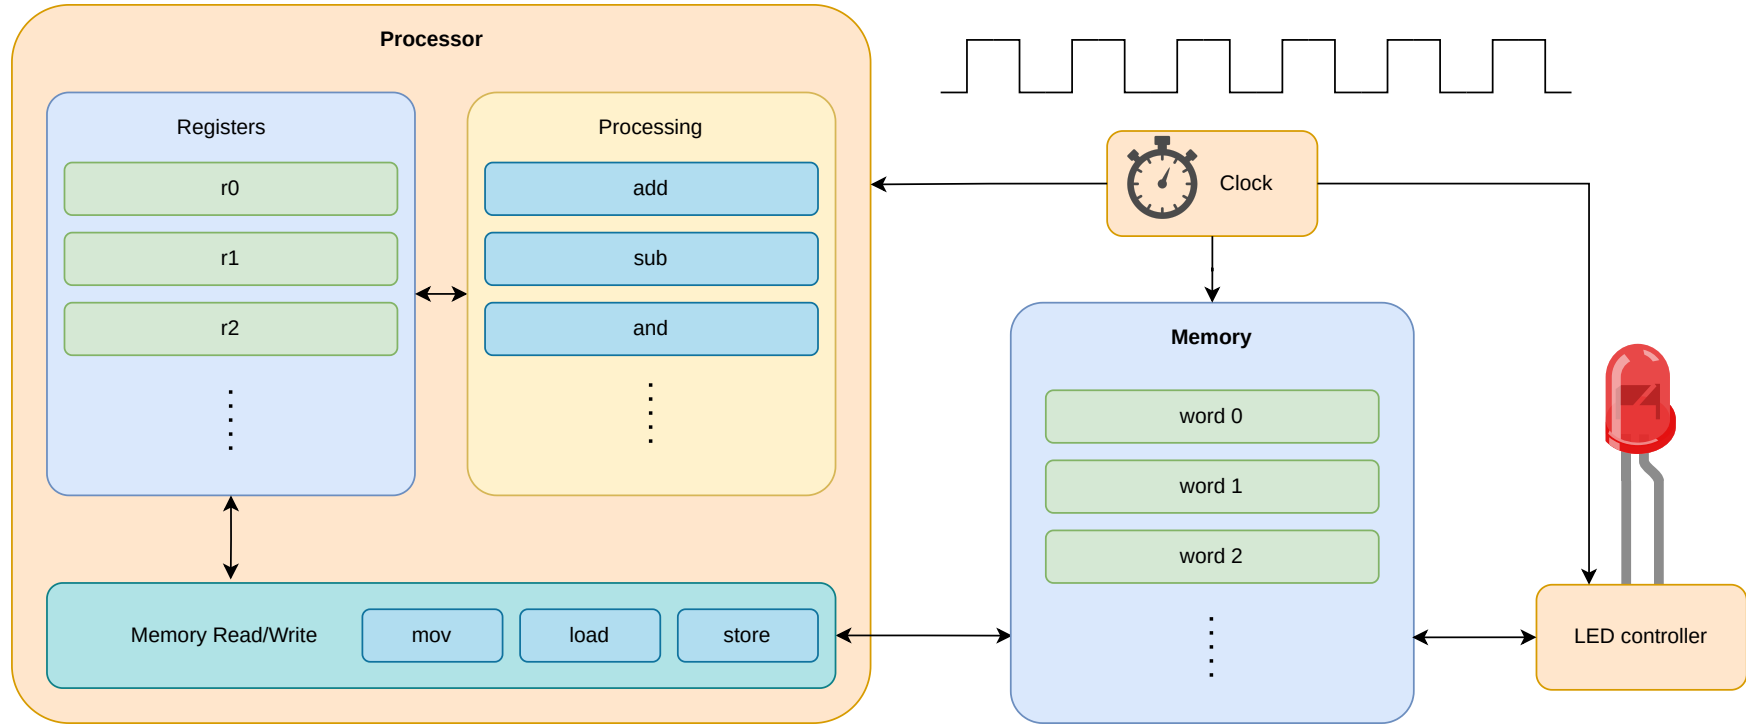 Processor
Registers
r0
r1
r2
Processing
add
sub
and
Memory Read/Write
mov
load
store
Clock
Memory
word 0
word 1
word 2
LED controller